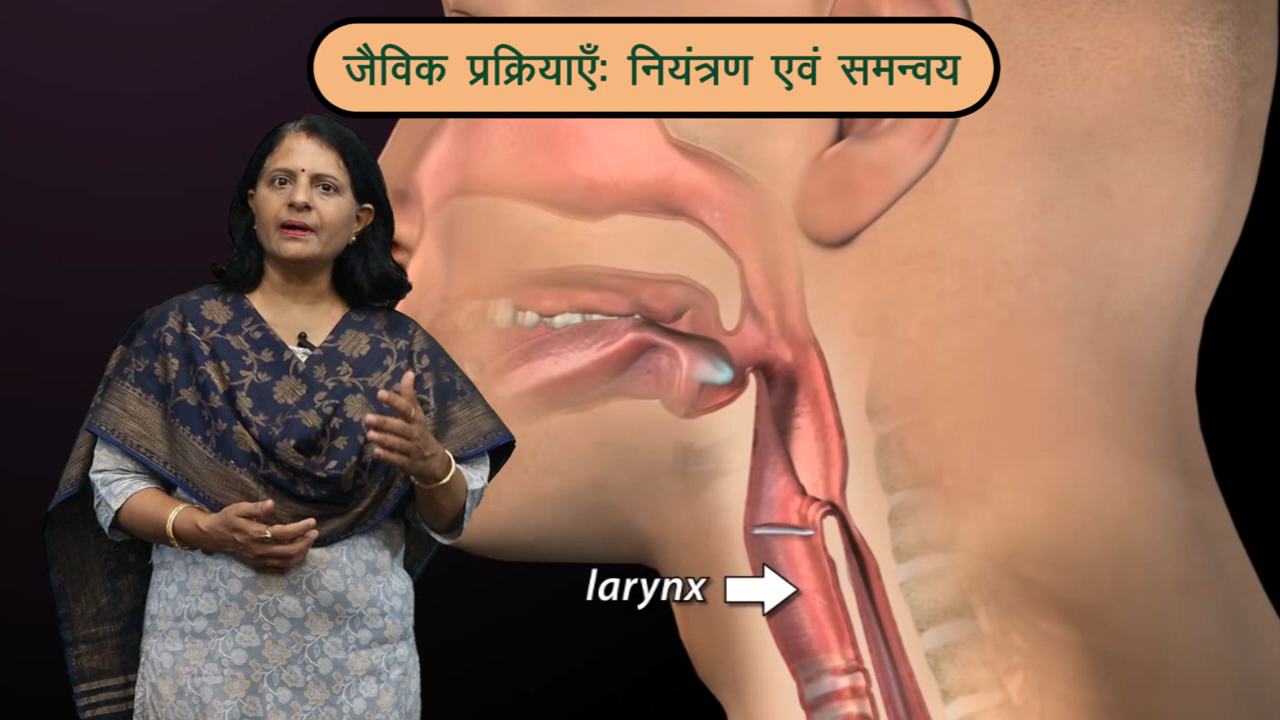 जैविक प्रक्रियाएँः नियंत्रण एवं समन्वय
larynx